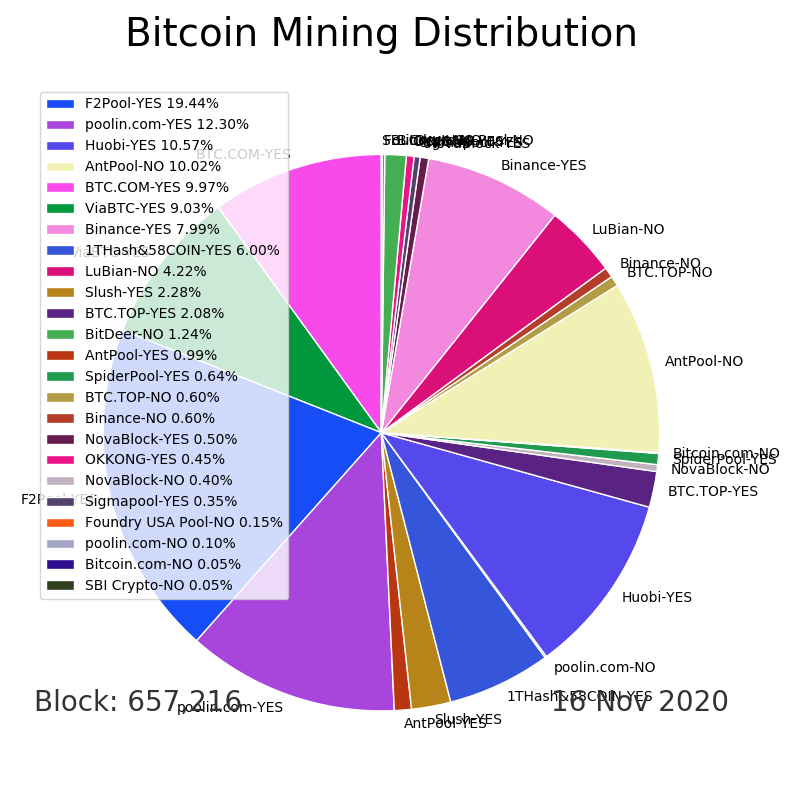 Bitcoin Mining Distribution
F2Pool-YES 19.44%
poolin.com-YES 12.30%
Huobi-YES 10.57%
AntPool-NO 10.02%
BTC.COM-YES 9.97%
ViaBTC-YES 9.03%
Binance-YES 7.99%
1THash&58COIN-YES 6.00%
LuBian-NO 4.22%
Slush-YES 2.28%
BTC.TOP-YES 2.08%
BitDeer-NO 1.24%
AntPool-YES 0.99%
SpiderPool-YES 0.64%
BTC.TOP-NO 0.60%
Binance-NO 0.60%
NovaBlock-YES 0.50%
OKKONG-YES 0.45%
NovaBlock-NO 0.40%
Sigmapool-YES 0.35%
Foundry USA Pool-NO 0.15%
poolin.com-NO 0.10%
Bitcoin.com-NO 0.05%
SBI Crypto-NO 0.05%
BTC.COM-YES
Binance-YES
LuBian-NO
Binance-NO
BTC.TOP-NO
AntPool-NO
Bitcoin.com-NO
SpiderPool-YES
NovaBlock-NO
BTC.TOP-YES
Huobi-YES
poolin.com-NO
1THash&58COIN-YES
Slush-YES
AntPool-YES
poolin.com-YES
F2Pool-YES
ViaBTC-YES
Block: 657,216
16 Nov 2020